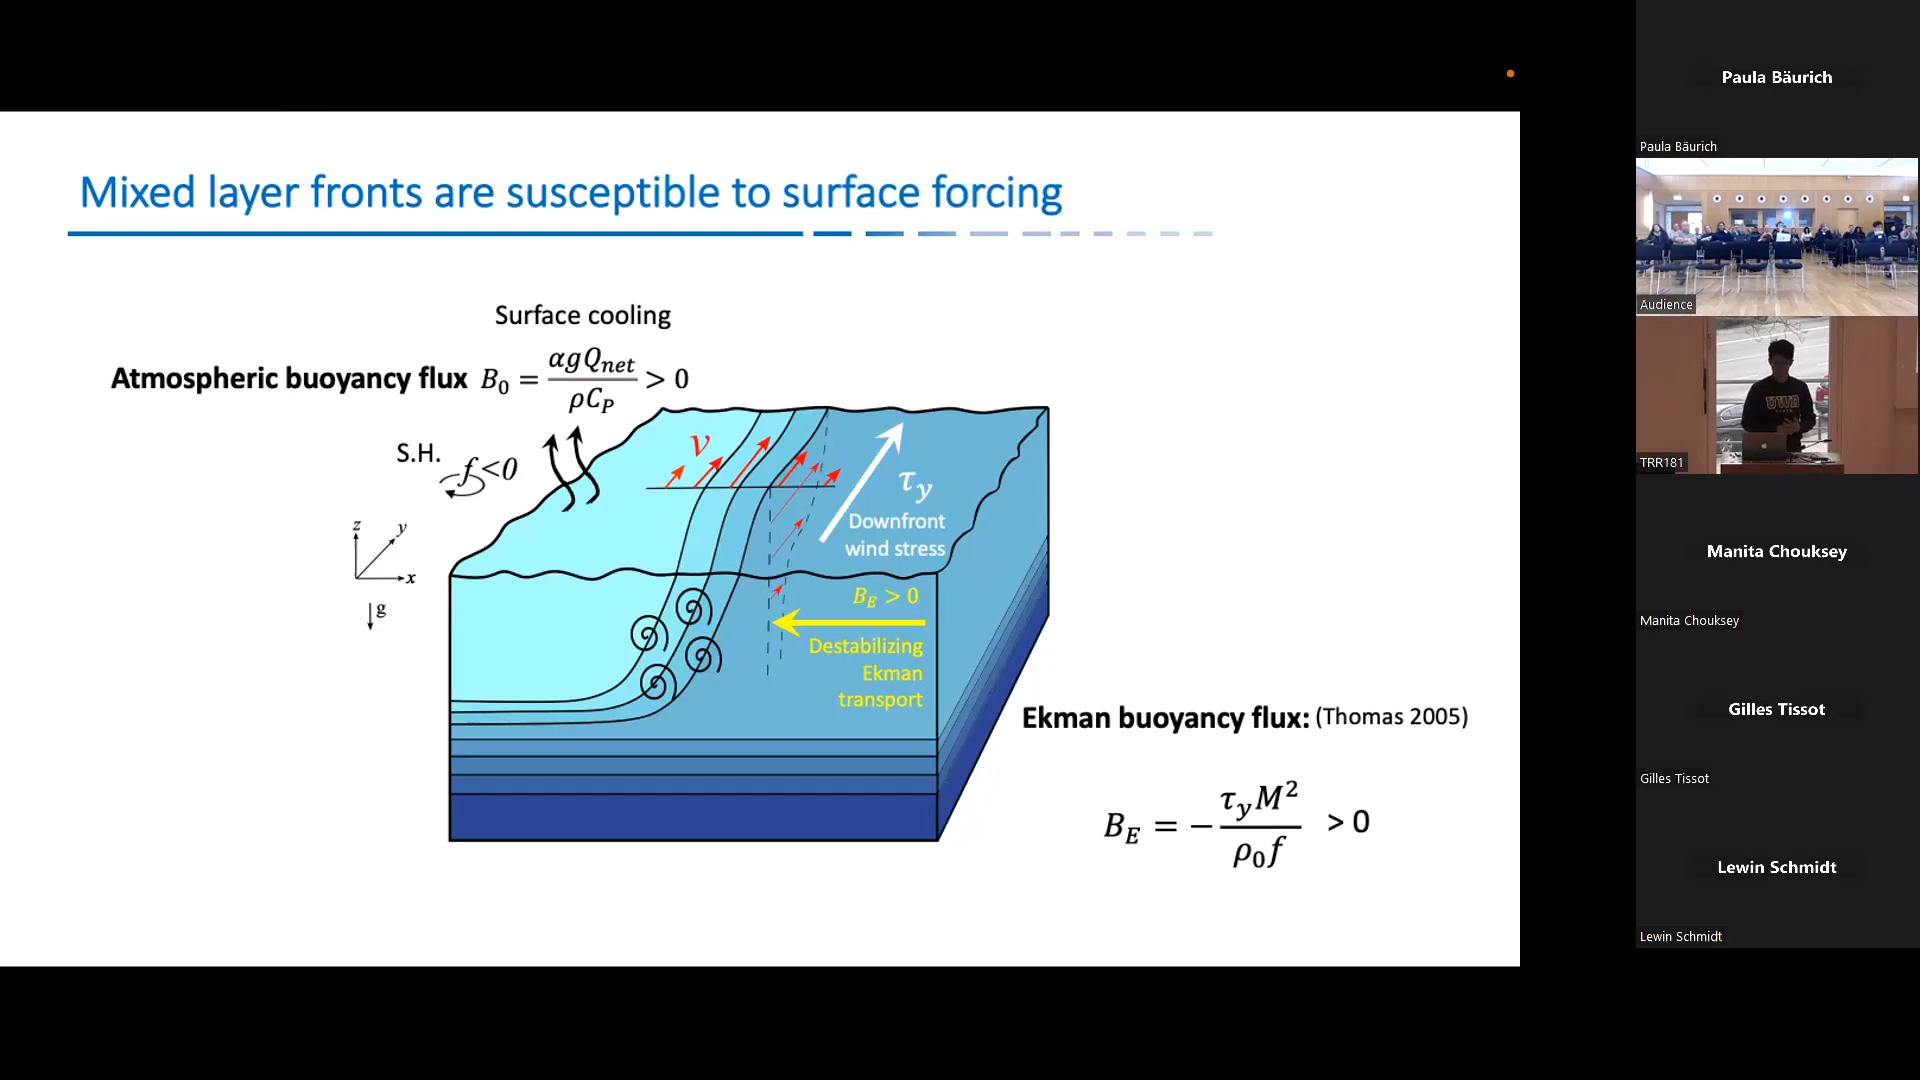 Mixed layer fronts are susceptible to surface forcing
Surface cooling
Atmospheric buoyancy flux B₀ = αgQ_net / ρC_P > 0
S.H.
f<0
v
τ_y
Downfront
wind stress
z
y
x
g
B_E > 0
Destabilizing
Ekman
transport
Ekman buoyancy flux: (Thomas 2005)
B_E = − τ_y M² / ρ₀f > 0
Paula Bäurich
Paula Bäurich
Audience
UWA
TRR181
Manita Chouksey
Manita Chouksey
Gilles Tissot
Gilles Tissot
Lewin Schmidt
Lewin Schmidt